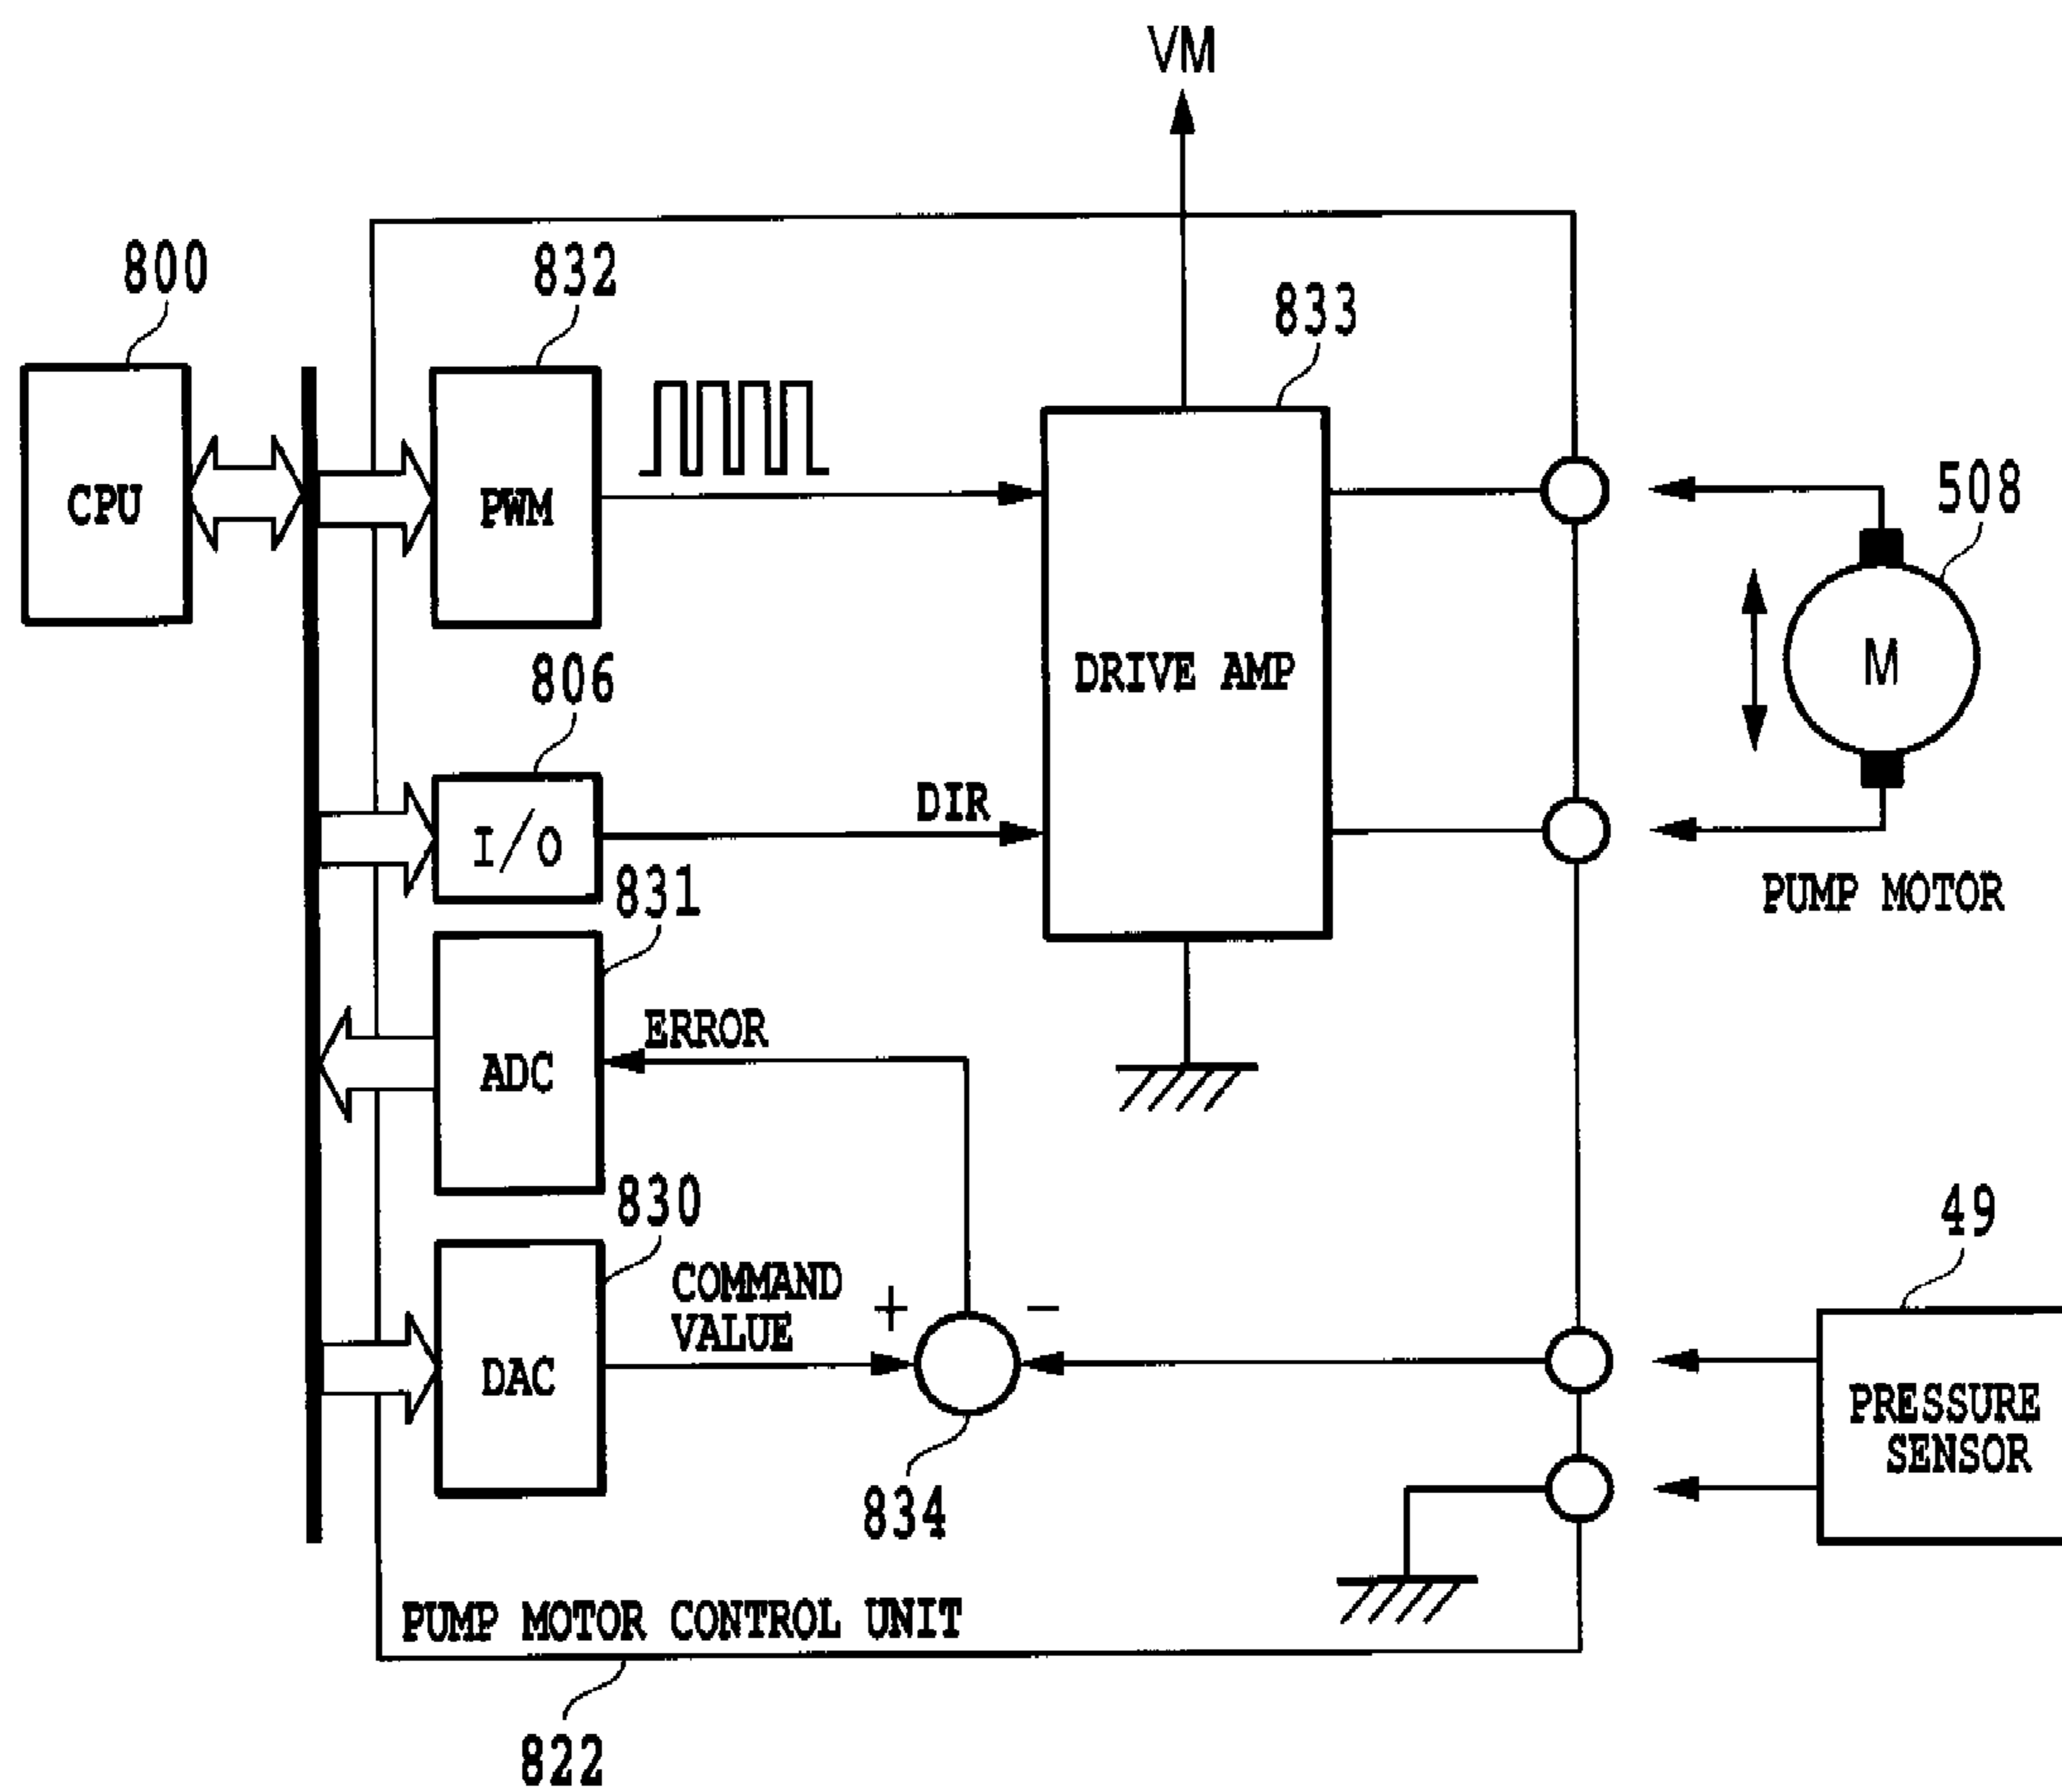 VM
800
832
833
CPU
PWM
508
806
DRIVE AMP
M
DIR
I/O
831
PUMP MOTOR
ERROR
ADC
830
49
COMMAND
VALUE
+
−
DAC
PRESSURE
SENSOR
834
PUMP MOTOR CONTROL UNIT
822